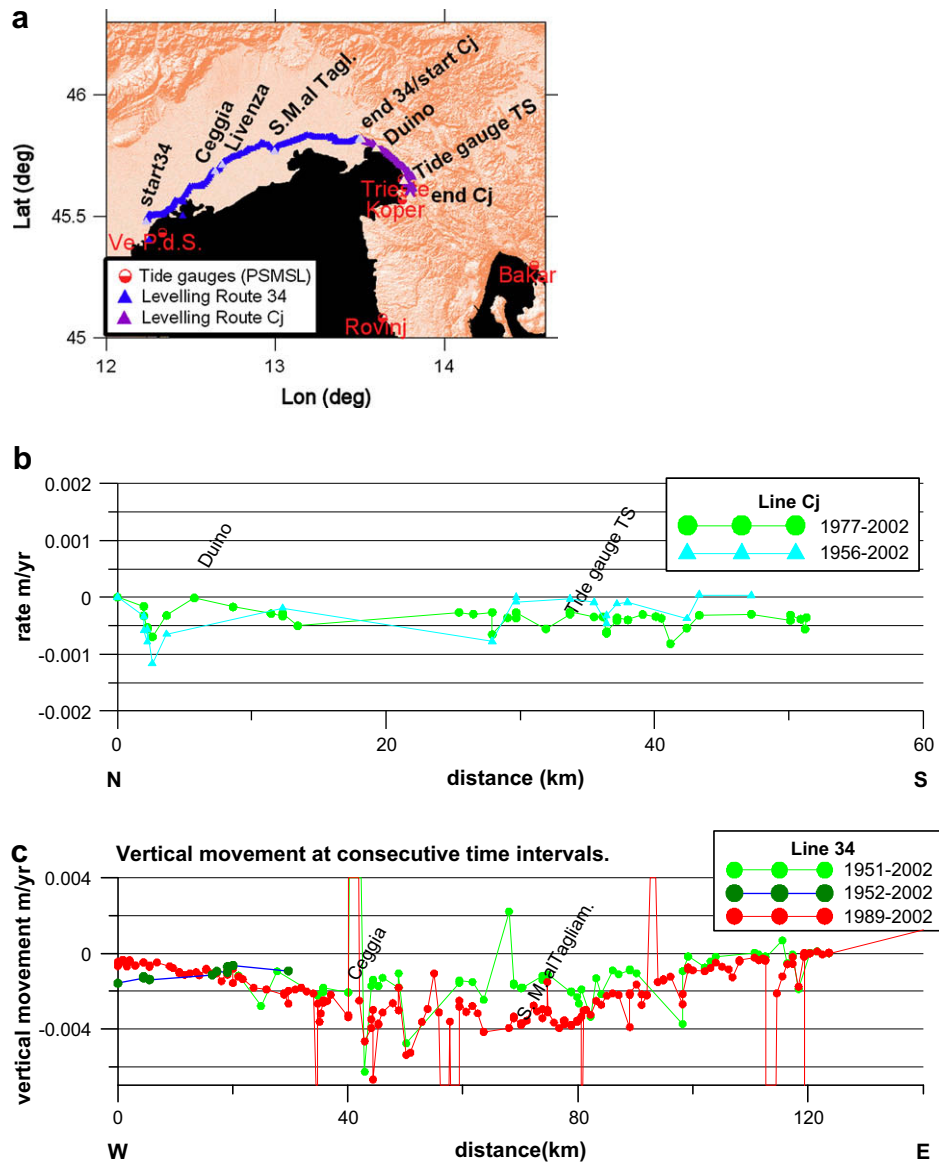 a
46
45.5
45
Lat (deg)
12
13
14
Lon (deg)
start34
Ceggia
Livenza
S.M.al Tagl.
end 34/start Cj
Duino
Tide gauge TS
Trieste
Koper
end Cj
Ve P.d.S.
Bakar
Rovinj
Tide gauges (PSMSL)
Levelling Route 34
Levelling Route Cj
b
0.002
0.001
0
-0.001
-0.002
rate m/yr
Duino
Tide gauge TS
Line Cj
1977-2002
1956-2002
0
20
40
60
N
distance (km)
S
c
Vertical movement at consecutive time intervals.
0.004
0
-0.004
vertical movement m/yr
Ceggia
S.M.alTagliam.
Line 34
1951-2002
1952-2002
1989-2002
0
40
80
120
W
distance(km)
E